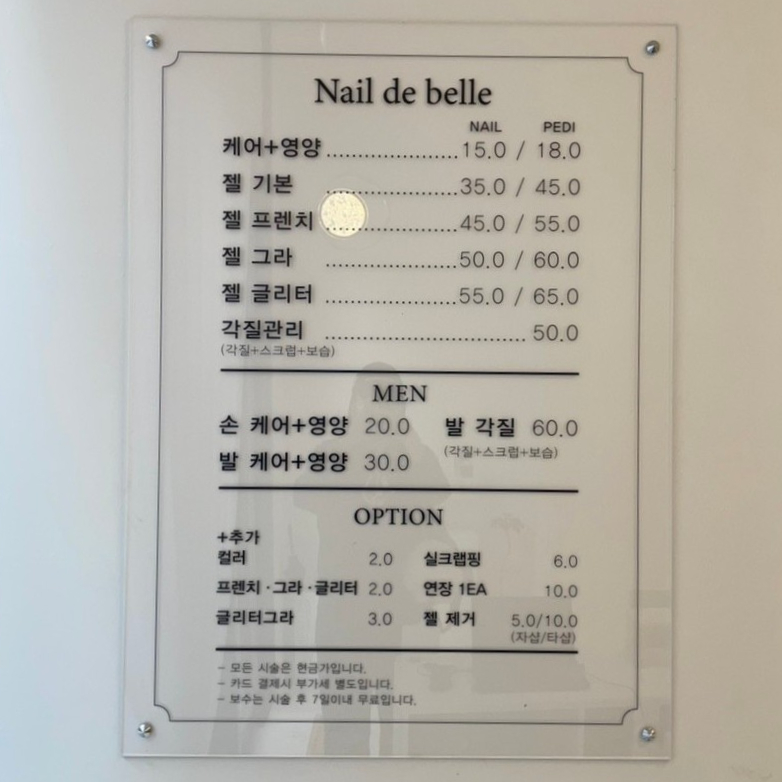 Nail de belle
NAIL PEDI
케어+영양 ........................ 15.0 / 18.0
젤 기본 ........................ 35.0 / 45.0
젤 프렌치 ........................ 45.0 / 55.0
젤 그라 ........................ 50.0 / 60.0
젤 글리터 ........................ 55.0 / 65.0
각질관리 ........................ 50.0
(각질+스크럽+보습)
MEN
손 케어+영양 20.0 발 각질 60.0
(각질+스크럽+보습)
발 케어+영양 30.0
OPTION
+추가
컬러 2.0 실크랩핑 6.0
프렌치·그라·글리터 2.0 연장 1EA 10.0
글리터그라 3.0 젤 제거 5.0/10.0
(자샵/타샵)
- 모든 시술은 현금가입니다.
- 카드 결제시 부가세 별도입니다.
- 보수는 시술 후 7일이내 무료입니다.